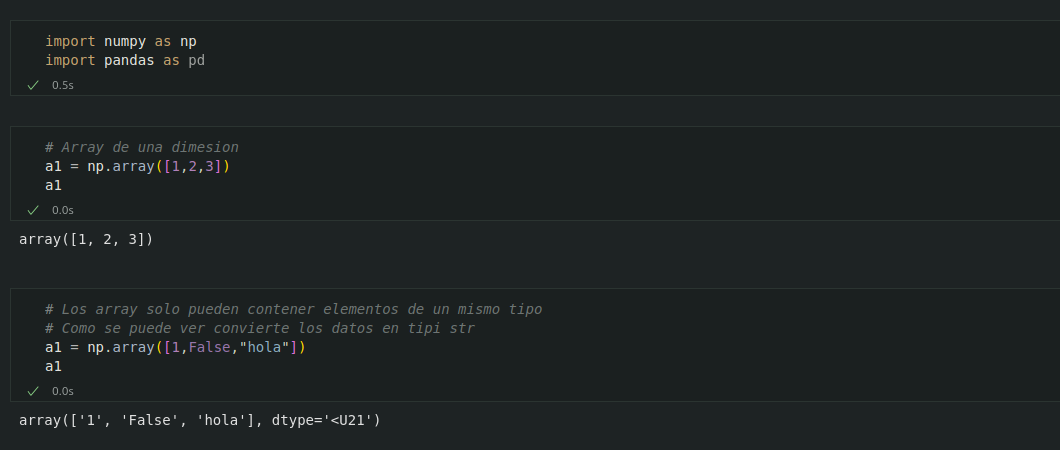 import numpy as np
import pandas as pd
0.5s
# Array de una dimesion
a1 = np.array([1,2,3])
a1
0.0s
array([1, 2, 3])
# Los array solo pueden contener elementos de un mismo tipo
# Como se puede ver convierte los datos en tipi str
a1 = np.array([1,False,"hola"])
a1
0.0s
array(['1', 'False', 'hola'], dtype='<U21')